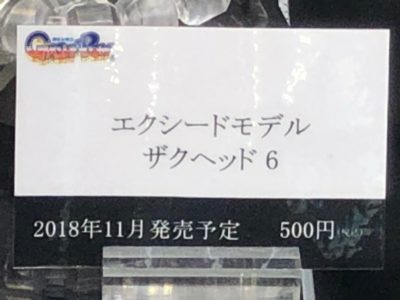 エクシードモデル
ザクヘッド 6
2018年11月発売予定 500円